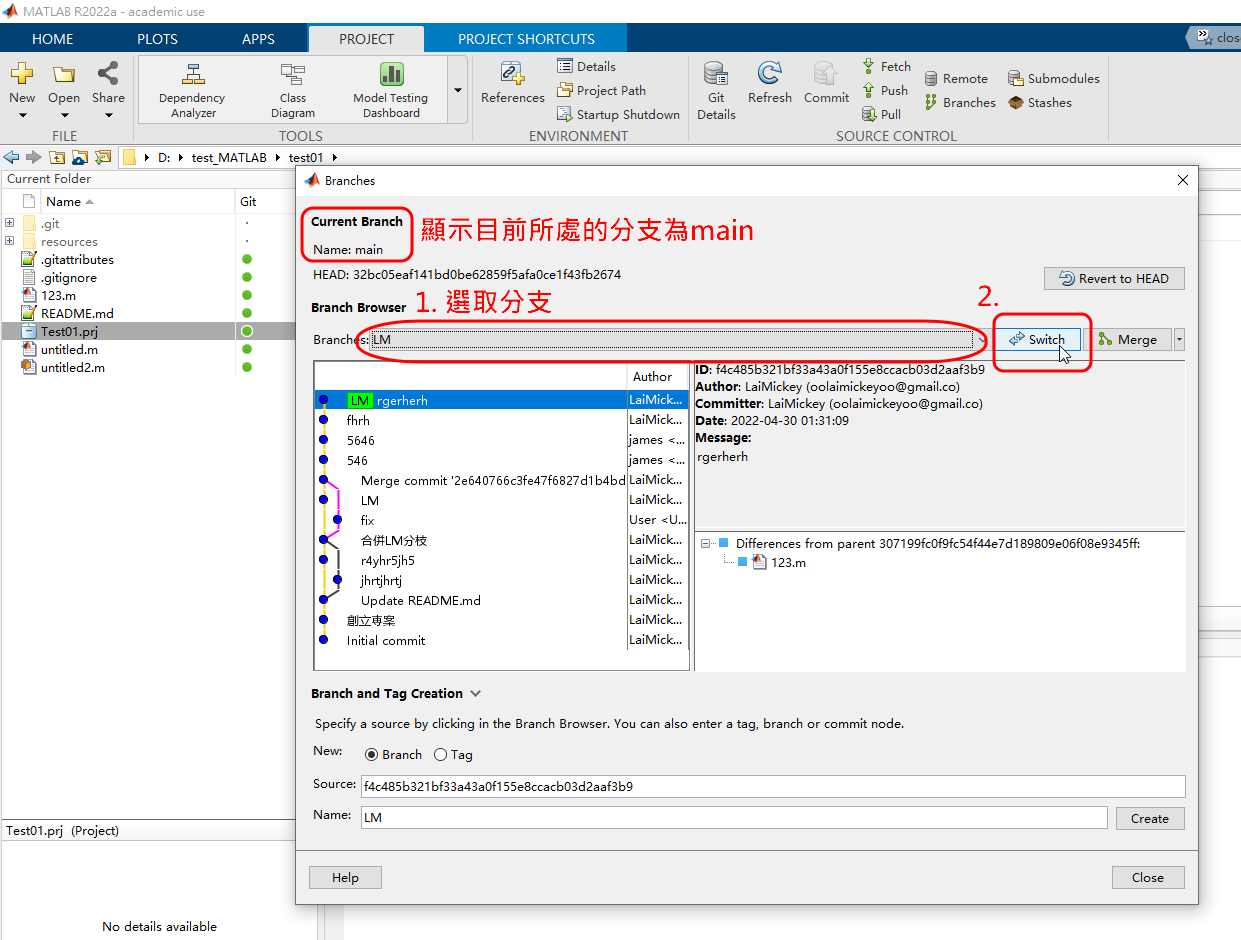 MATLAB R2022a - academic use
HOME PLOTS APPS PROJECT PROJECT SHORTCUTS
New Open Share
FILE
Dependency Analyzer
Class Diagram
Model Testing Dashboard
TOOLS
References
Details
Project Path
Startup Shutdown
ENVIRONMENT
Git Details
Refresh
Commit
Fetch
Push
Pull
Remote
Branches
Submodules
Stashes
SOURCE CONTROL
D: test_MATLAB test01
Current Folder
Name Git
.git
resources
.gitattributes
.gitignore
123.m
README.md
Test01.prj
untitled.m
untitled2.m
Test01.prj (Project)
No details available
Branches
Current Branch
Name: main
顯示目前所處的分支為main
HEAD: 32bc05eaf141bd0be62859f5afa0ce1f43fb2674
Revert to HEAD
Branch Browser
1. 選取分支
2.
Branches: LM
Switch
Merge
Author
LM rgerherh LaiMick...
fhrh LaiMick...
5646 james <...
546 james <...
Merge commit '2e640766c3fe47f6827d1b4bd LaiMick...
LM LaiMick...
fix User <U...
合併LM分枝 LaiMick...
r4yhr5jh5 LaiMick...
jhrtjhrtj LaiMick...
Update README.md LaiMick...
創立專案 LaiMick...
Initial commit LaiMick...
ID: f4c485b321bf33a43a0f155e8ccacb03d2aaf3b9
Author: LaiMickey (oolaimickeyoo@gmail.co)
Committer: LaiMickey (oolaimickeyoo@gmail.co)
Date: 2022-04-30 01:31:09
Message:
rgerherh
Differences from parent 307199fc0f9fc54f44e7d189809e06f08e9345ff:
123.m
Branch and Tag Creation
Specify a source by clicking in the Branch Browser. You can also enter a tag, branch or commit node.
New: Branch Tag
Source: f4c485b321bf33a43a0f155e8ccacb03d2aaf3b9
Name: LM
Create
Help
Close